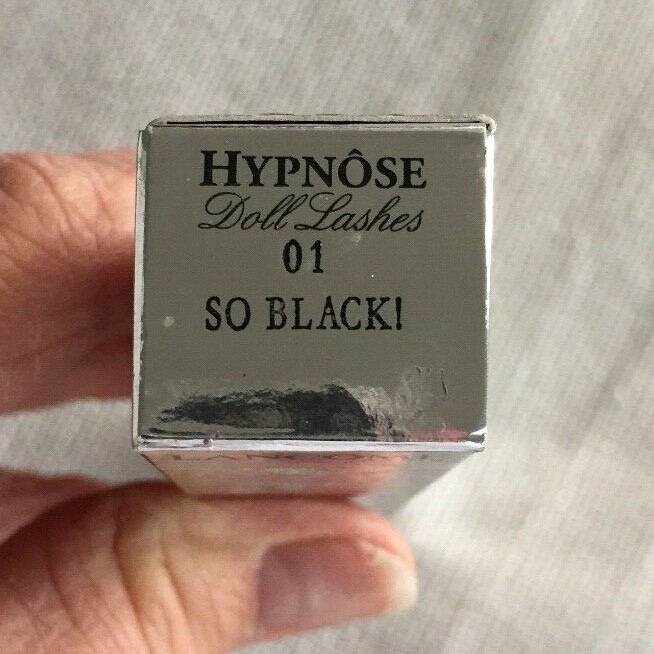 HYPNÔSE
Doll Lashes
01
SO BLACK!